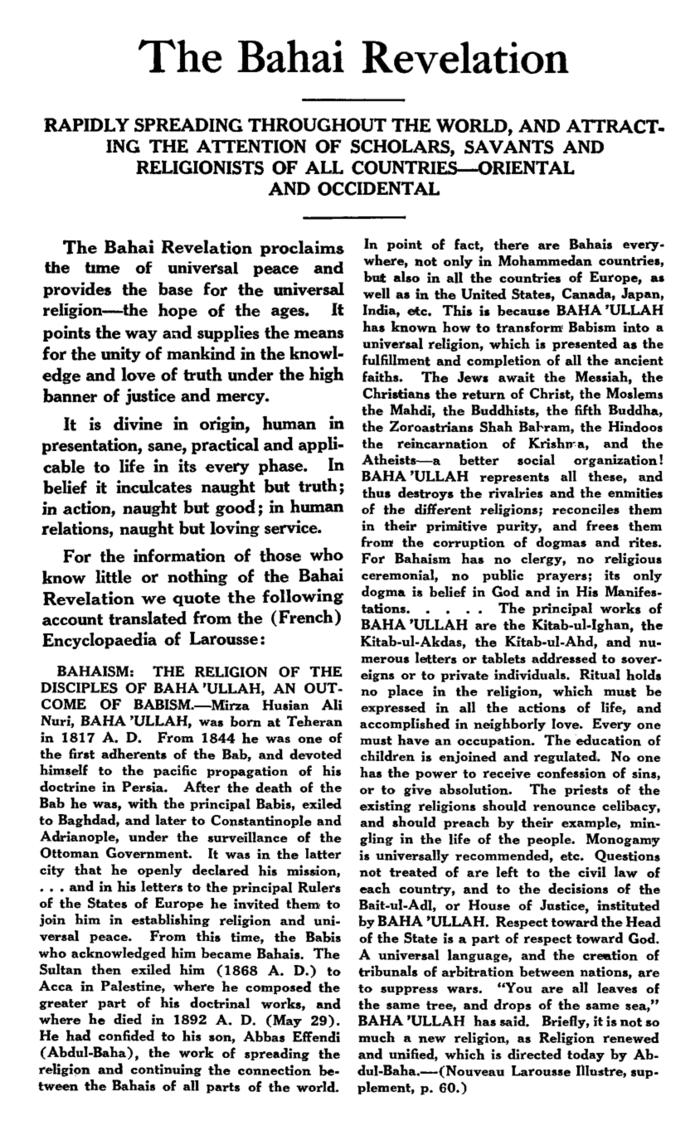 The Bahai Revelation
RAPIDLY SPREADING THROUGHOUT THE WORLD, AND ATTRACT-
ING THE ATTENTION OF SCHOLARS, SAVANTS AND
RELIGIONISTS OF ALL COUNTRIES—ORIENTAL
AND OCCIDENTAL
The Bahai Revelation proclaims
the time of universal peace and
provides the base for the universal
religion—the hope of the ages. It
points the way and supplies the means
for the unity of mankind in the knowl-
edge and love of truth under the high
banner of justice and mercy.
It is divine in origin, human in
presentation, sane, practical and appli-
cable to life in its every phase. In
belief it inculcates naught but truth;
in action, naught but good; in human
relations, naught but loving service.
For the information of those who
know little or nothing of the Bahai
Revelation we quote the following
account translated from the (French)
Encyclopaedia of Larousse:
BAHAISM: THE RELIGION OF THE
DISCIPLES OF BAHA 'ULLAH, AN OUT-
COME OF BABISM.—Mirza Husian Ali
Nuri, BAHA 'ULLAH, was born at Teheran
in 1817 A. D. From 1844 he was one of
the first adherents of the Bab, and devoted
himself to the pacific propagation of his
doctrine in Persia. After the death of the
Bab he was, with the principal Babis, exiled
to Baghdad, and later to Constantinople and
Adrianople, under the surveillance of the
Ottoman Government. It was in the latter
city that he openly declared his mission,
. . . and in his letters to the principal Rulers
of the States of Europe he invited them to
join him in establishing religion and uni-
versal peace. From this time, the Babis
who acknowledged him became Bahais. The
Sultan then exiled him (1868 A. D.) to
Acca in Palestine, where he composed the
greater part of his doctrinal works, and
where he died in 1892 A. D. (May 29).
He had confided to his son, Abbas Effendi
(Abdul-Baha), the work of spreading the
religion and continuing the connection be-
tween the Bahais of all parts of the world.
In point of fact, there are Bahais every-
where, not only in Mohammedan countries,
but also in all the countries of Europe, as
well as in the United States, Canada, Japan,
India, etc. This is because BAHA 'ULLAH
has known how to transform Babism into a
universal religion, which is presented as the
fulfillment and completion of all the ancient
faiths. The Jews await the Messiah, the
Christians the return of Christ, the Moslems
the Mahdi, the Buddhists, the fifth Buddha,
the Zoroastrians Shah Bahram, the Hindoos
the reincarnation of Krishna, and the
Atheists—a better social organization!
BAHA 'ULLAH represents all these, and
thus destroys the rivalries and the enmities
of the different religions; reconciles them
in their primitive purity, and frees them
from the corruption of dogmas and rites.
For Bahaism has no clergy, no religious
ceremonial, no public prayers; its only
dogma is belief in God and in His Manifes-
tations. . . . . The principal works of
BAHA 'ULLAH are the Kitab-ul-Ighan, the
Kitab-ul-Akdas, the Kitab-ul-Ahd, and nu-
merous letters or tablets addressed to sover-
eigns or to private individuals. Ritual holds
no place in the religion, which must be
expressed in all the actions of life, and
accomplished in neighborly love. Every one
must have an occupation. The education of
children is enjoined and regulated. No one
has the power to receive confession of sins,
or to give absolution. The priests of the
existing religions should renounce celibacy,
and should preach by their example, min-
gling in the life of the people. Monogamy
is universally recommended, etc. Questions
not treated of are left to the civil law of
each country, and to the decisions of the
Bait-ul-Adl, or House of Justice, instituted
by BAHA 'ULLAH. Respect toward the Head
of the State is a part of respect toward God.
A universal language, and the creation of
tribunals of arbitration between nations, are
to suppress wars. "You are all leaves of
the same tree, and drops of the same sea,"
BAHA 'ULLAH has said. Briefly, it is not so
much a new religion, as Religion renewed
and unified, which is directed today by Ab-
dul-Baha.—(Nouveau Larousse Illustre, sup-
plement, p. 60.)